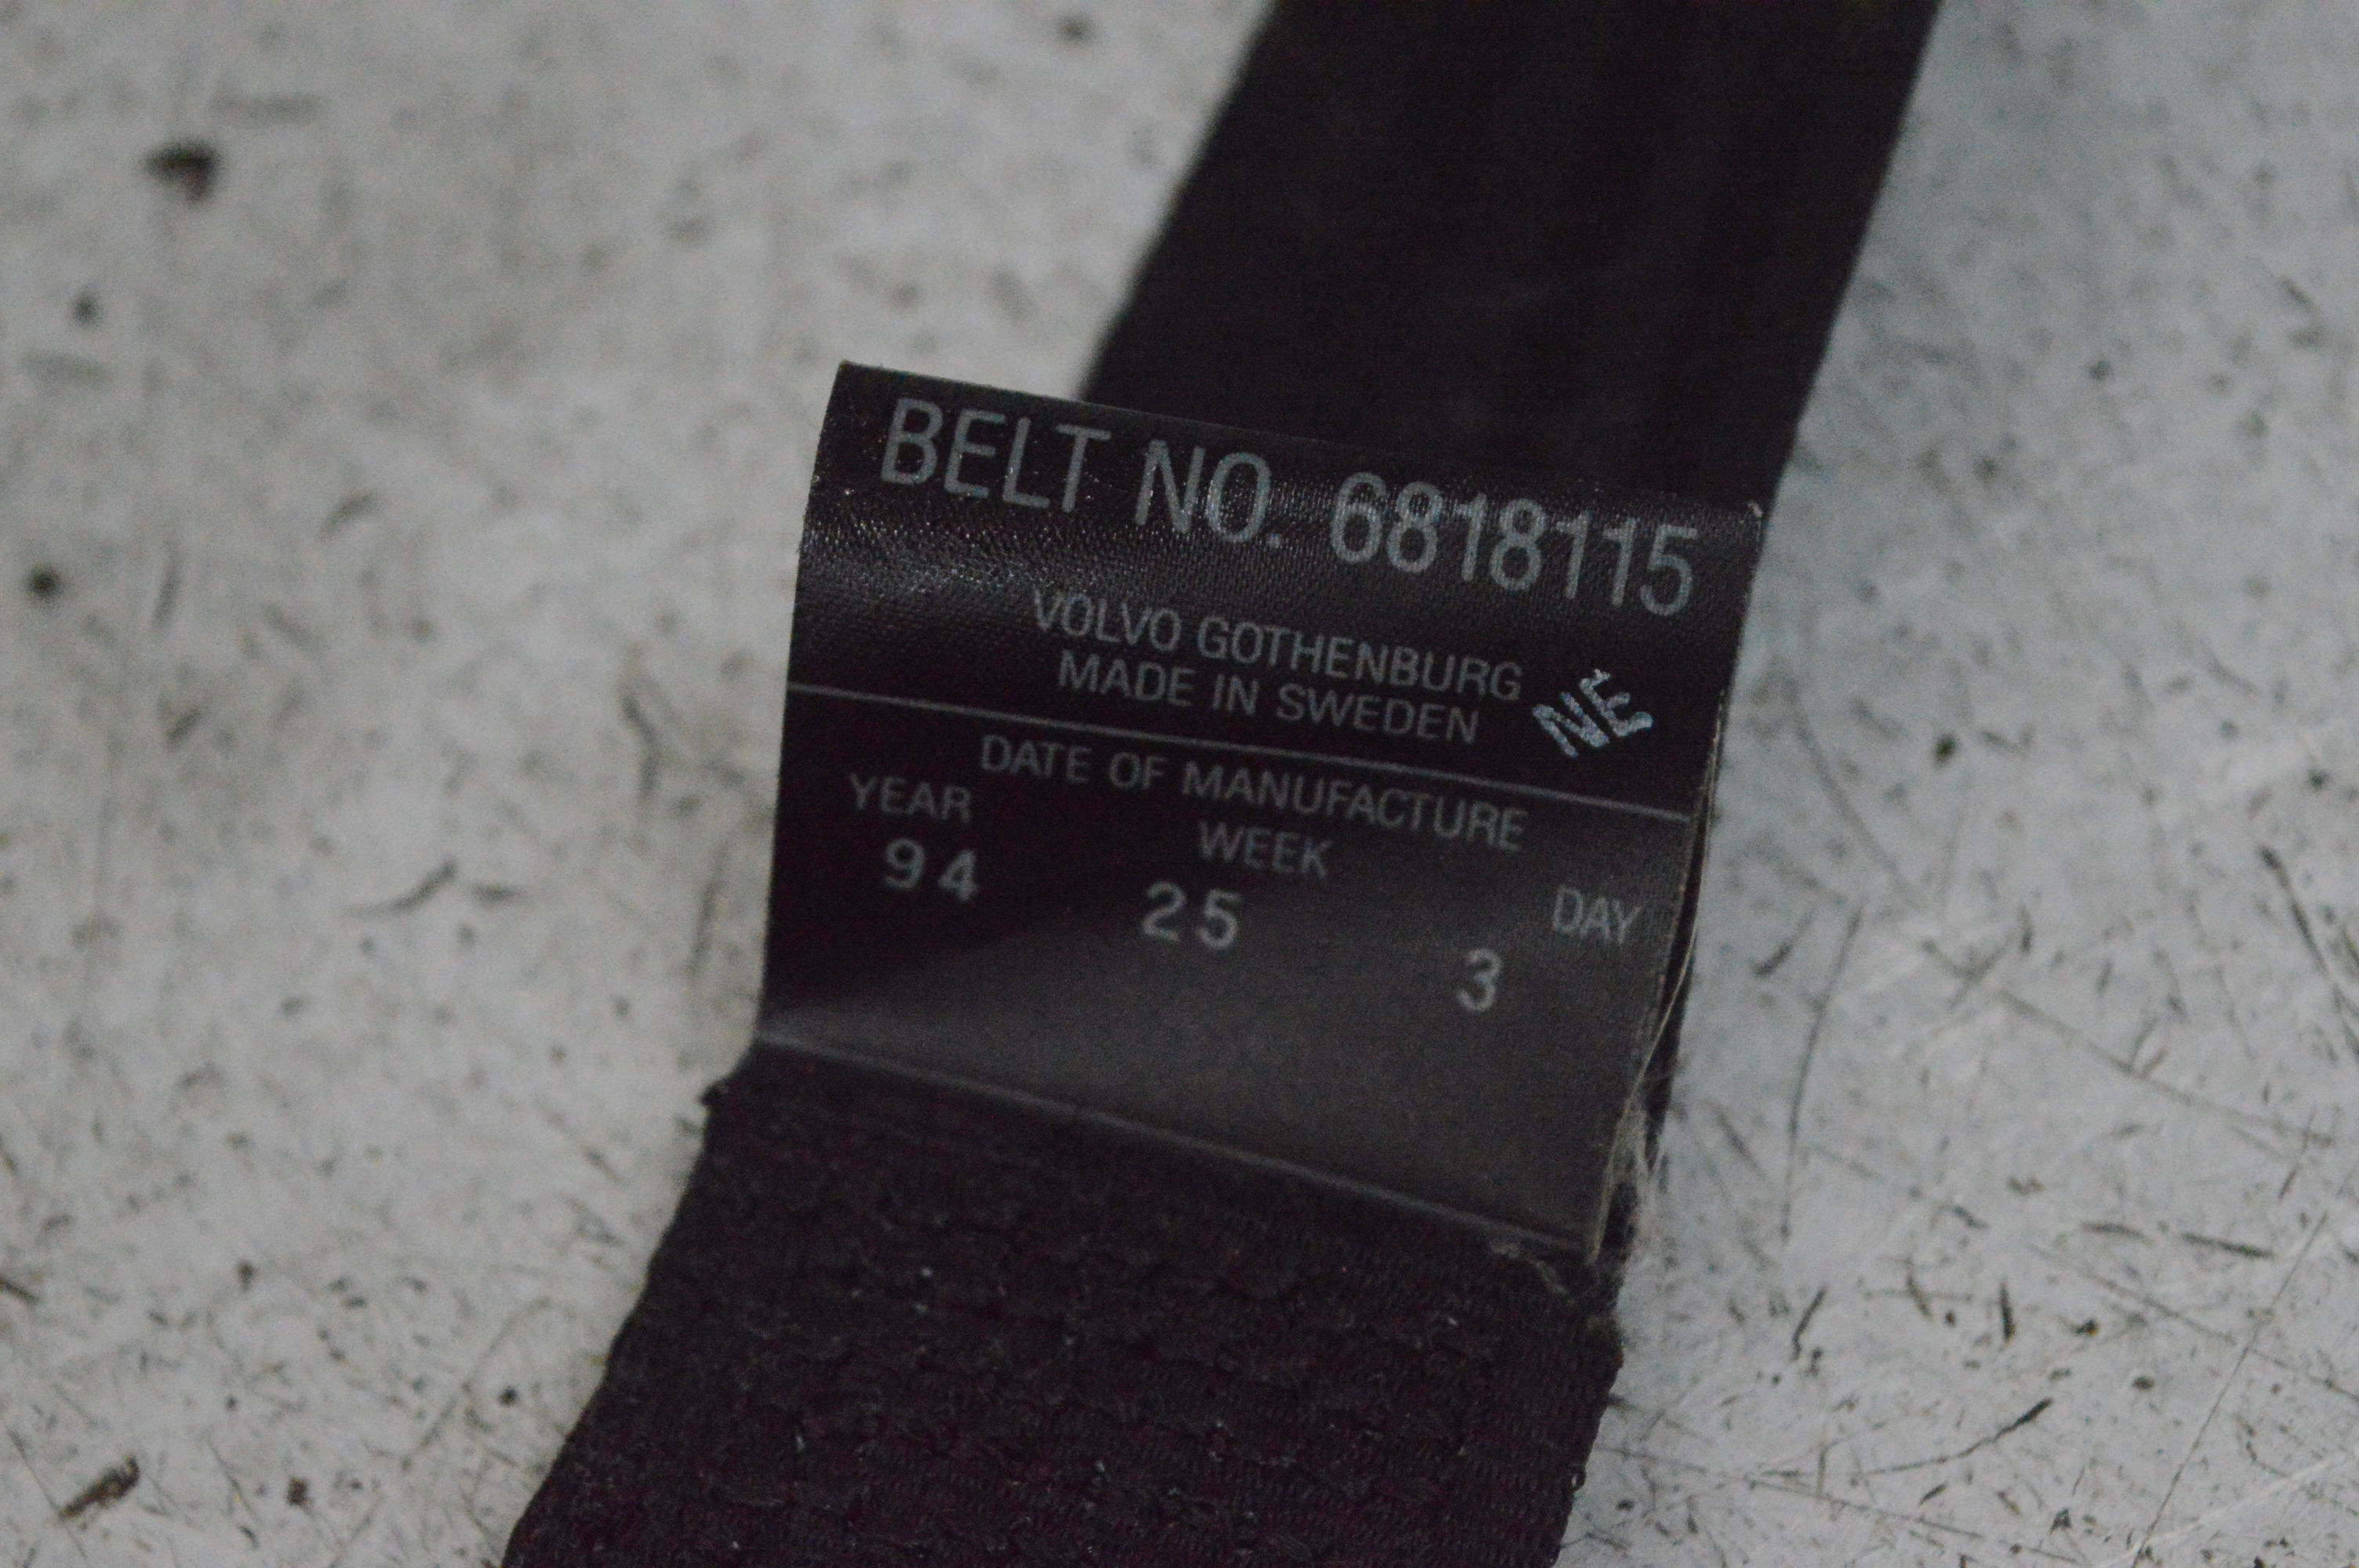 BELT NO. 6818115
VOLVO GOTHENBURG
MADE IN SWEDEN
NE
DATE OF MANUFACTURE
YEAR WEEK DAY
94 25 3